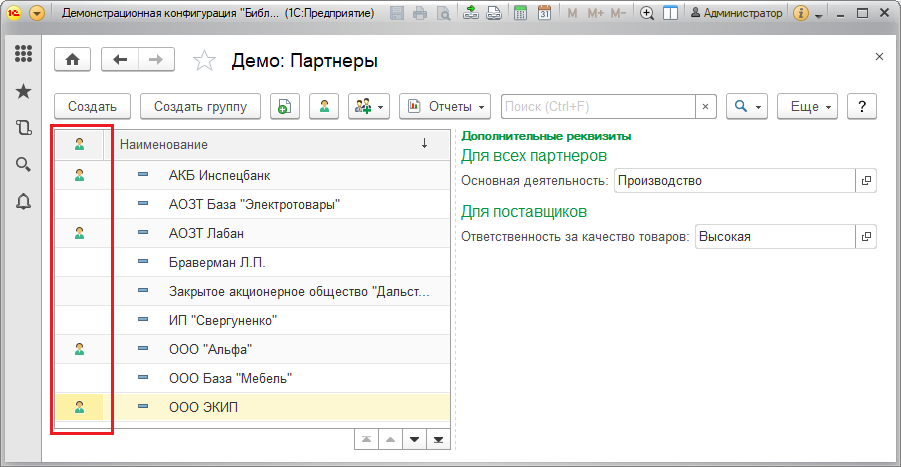 1С Демонстрационная конфигурация "Библ... (1С:Предприятие) M M+ M- Администратор
Демо: Партнеры
Создать Создать группу Отчеты Поиск (Ctrl+F) × Еще ?
Наименование ↓
АКБ Инспецбанк
АОЗТ База "Электротовары"
АОЗТ Лабан
Браверман Л.П.
Закрытое акционерное общество "Дальст...
ИП "Свергуненко"
ООО "Альфа"
ООО База "Мебель"
ООО ЭКИП
Дополнительные реквизиты
Для всех партнеров
Основная деятельность: Производство
Для поставщиков
Ответственность за качество товаров: Высокая